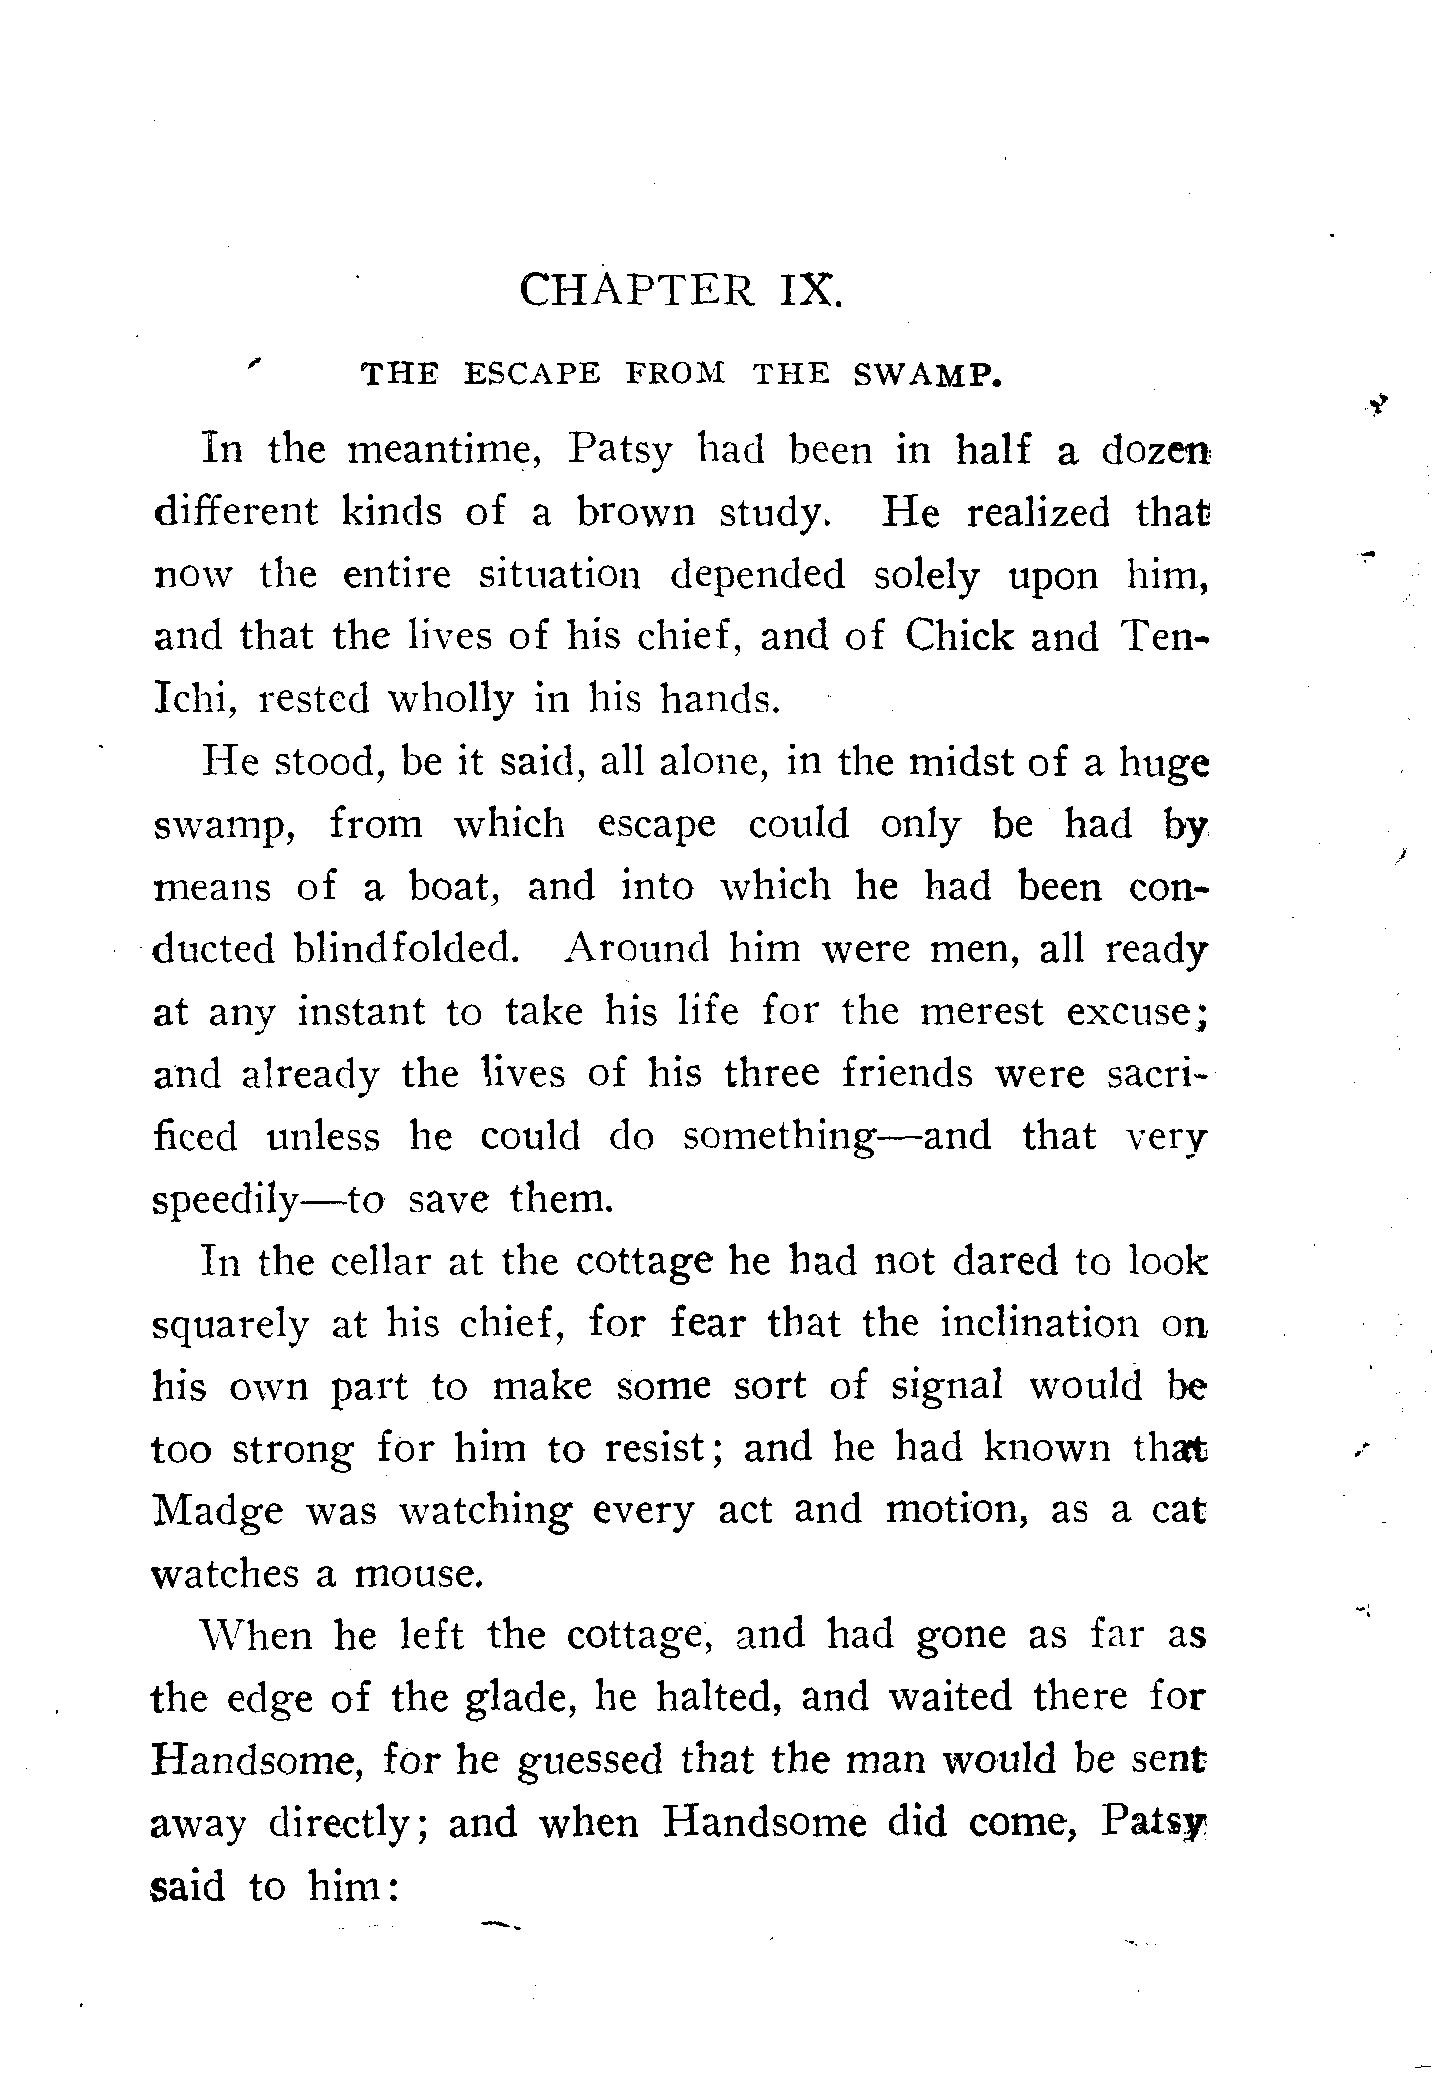 CHAPTER IX.
THE ESCAPE FROM THE SWAMP.
In the meantime, Patsy had been in half a dozen
different kinds of a brown study. He realized that
now the entire situation depended solely upon him,
and that the lives of his chief, and of Chick and Ten-
Ichi, rested wholly in his hands.
He stood, be it said, all alone, in the midst of a huge
swamp, from which escape could only be had by
means of a boat, and into which he had been con-
ducted blindfolded. Around him were men, all ready
at any instant to take his life for the merest excuse;
and already the lives of his three friends were sacri-
ficed unless he could do something—and that very
speedily—to save them.
In the cellar at the cottage he had not dared to look
squarely at his chief, for fear that the inclination on
his own part to make some sort of signal would be
too strong for him to resist; and he had known that
Madge was watching every act and motion, as a cat
watches a mouse.
When he left the cottage, and had gone as far as
the edge of the glade, he halted, and waited there for
Handsome, for he guessed that the man would be sent
away directly; and when Handsome did come, Patsy
said to him: